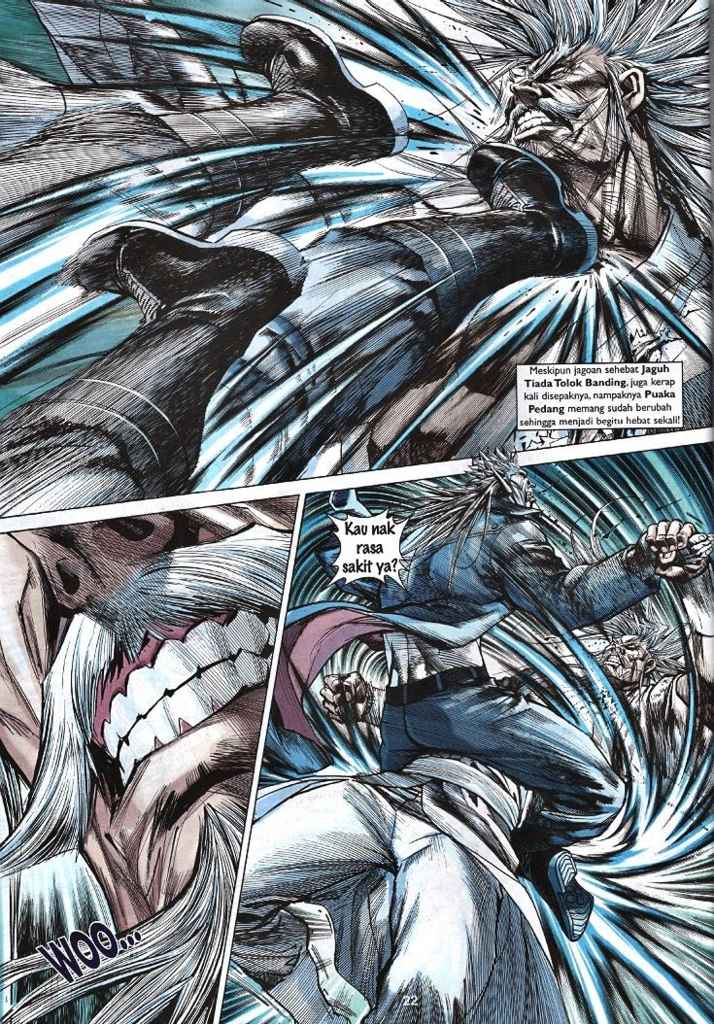 Meskipun jagoan sehebat Jaguh
Tiada Tolok Banding, juga kerap
kali disepaknya, nampaknya Puaka
Pedang memang sudah berubah
sehingga menjadi begitu hebat sekali!
Kau nak
rasa
sakit ya?
WOO...
22